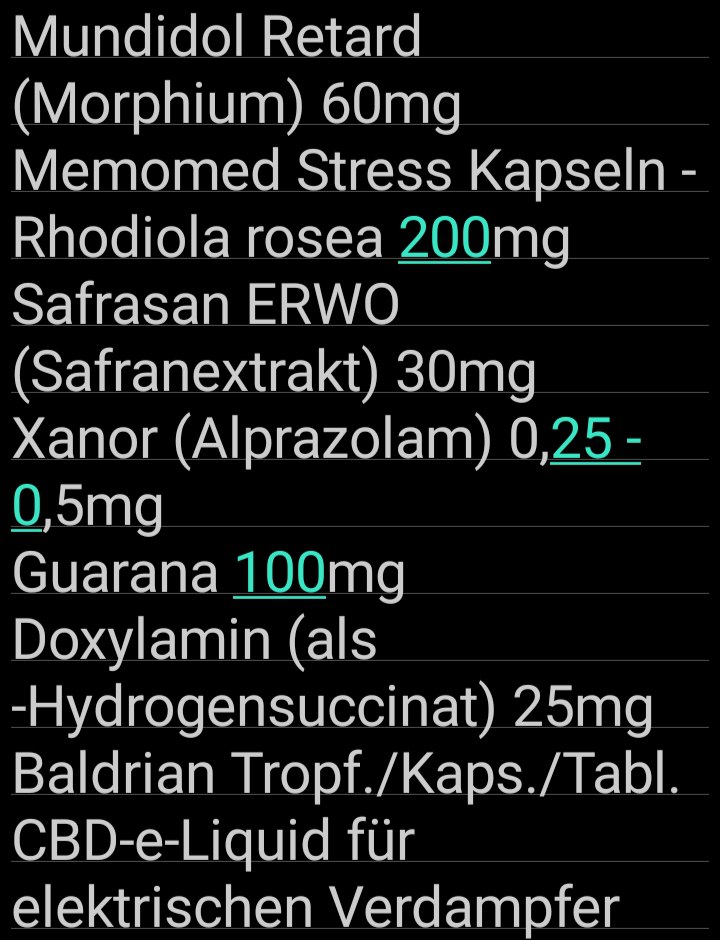 Mundidol Retard
(Morphium) 60mg
Memomed Stress Kapseln -
Rhodiola rosea 200mg
Safrasan ERWO
(Safranextrakt) 30mg
Xanor (Alprazolam) 0,25 -
0,5mg
Guarana 100mg
Doxylamin (als
-Hydrogensuccinat) 25mg
Baldrian Tropf./Kaps./Tabl.
CBD-e-Liquid für
elektrischen Verdampfer